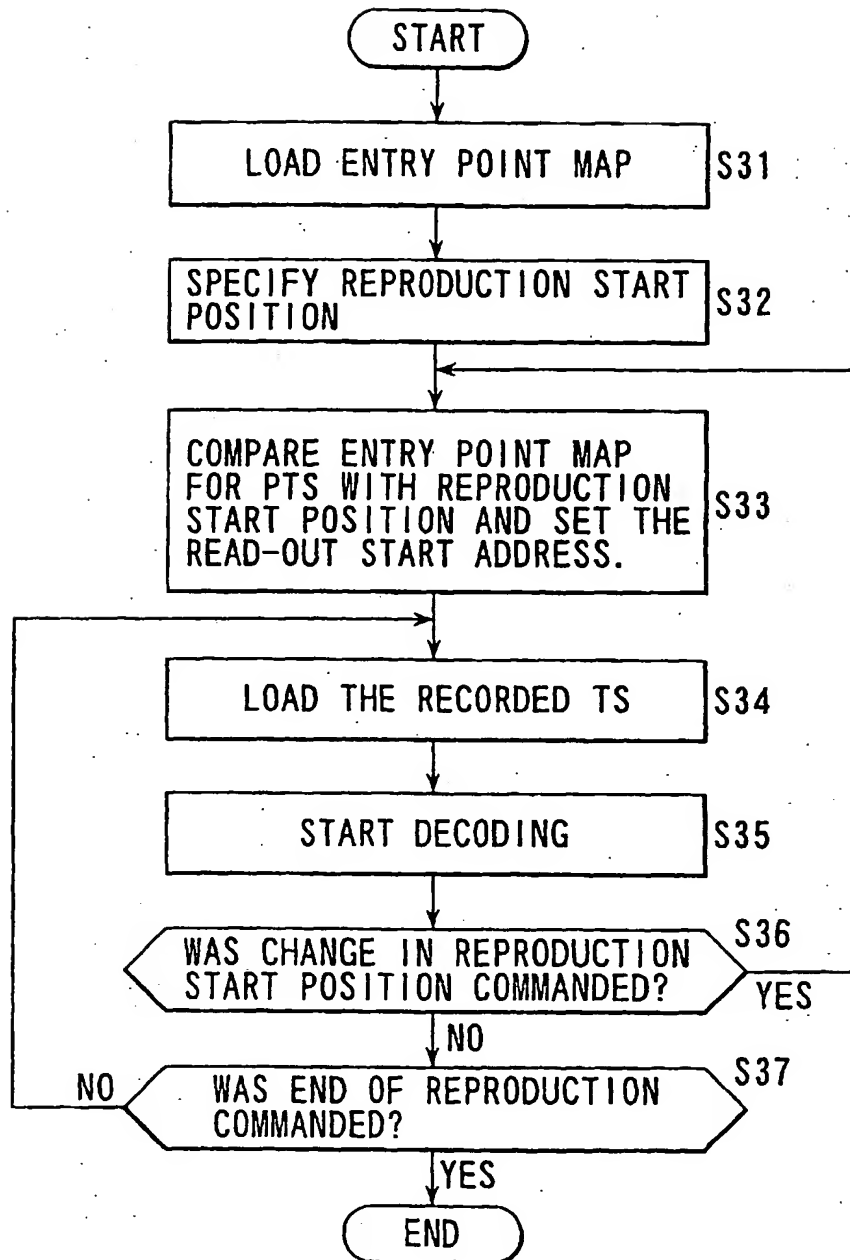 START
LOAD ENTRY POINT MAP
S31
SPECIFY REPRODUCTION START
POSITION
S32
COMPARE ENTRY POINT MAP
FOR PTS WITH REPRODUCTION
START POSITION AND SET THE
READ-OUT START ADDRESS.
S33
LOAD THE RECORDED TS
S34
START DECODING
S35
S36
WAS CHANGE IN REPRODUCTION
START POSITION COMMANDED?
YES
NO
S37
NO
WAS END OF REPRODUCTION
COMMANDED?
YES
END